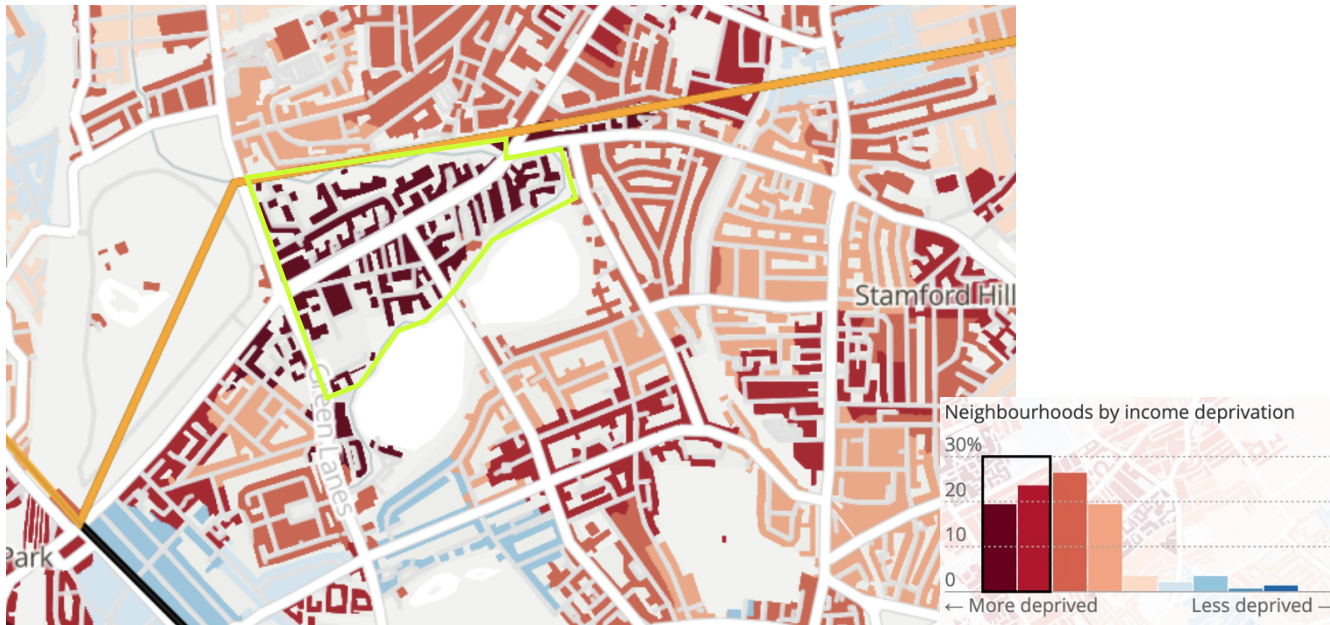 Stamford Hill
Green Lanes
Park
Neighbourhoods by income deprivation
30%
20
10
0
← More deprived
Less deprived →